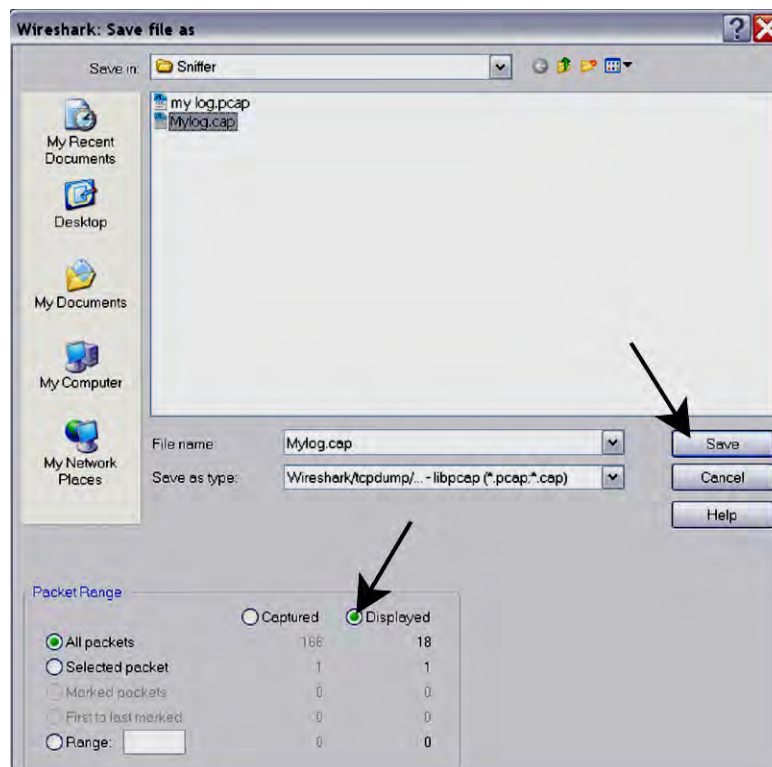 Wireshark: Save file as
Save in: Sniffer
my log.pcap
Mylog.cap
My Recent
Documents
Desktop
My Documents
My Computer
My Network
Places
File name: Mylog.cap Save
Save as type: Wireshark/tcpdump/... - libpcap (*.pcap;*.cap) Cancel
Help
Packet Range
Captured Displayed
All packets 166 18
Selected packet 1 1
Marked packets 0 0
First to last marked 0 0
Range: 0 0